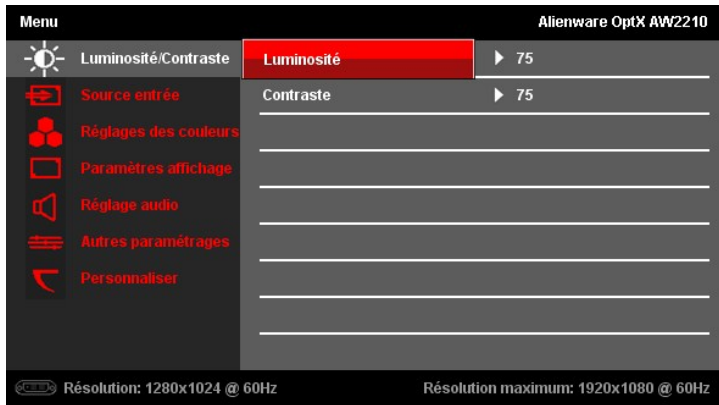 Menu Alienware OptX AW2210
Luminosité/Contraste Luminosité 75
Source entrée Contraste 75
Réglages des couleurs
Paramètres affichage
Réglage audio
Autres paramétrages
Personnaliser
Résolution: 1280x1024 @ 60Hz Résolution maximum: 1920x1080 @ 60Hz